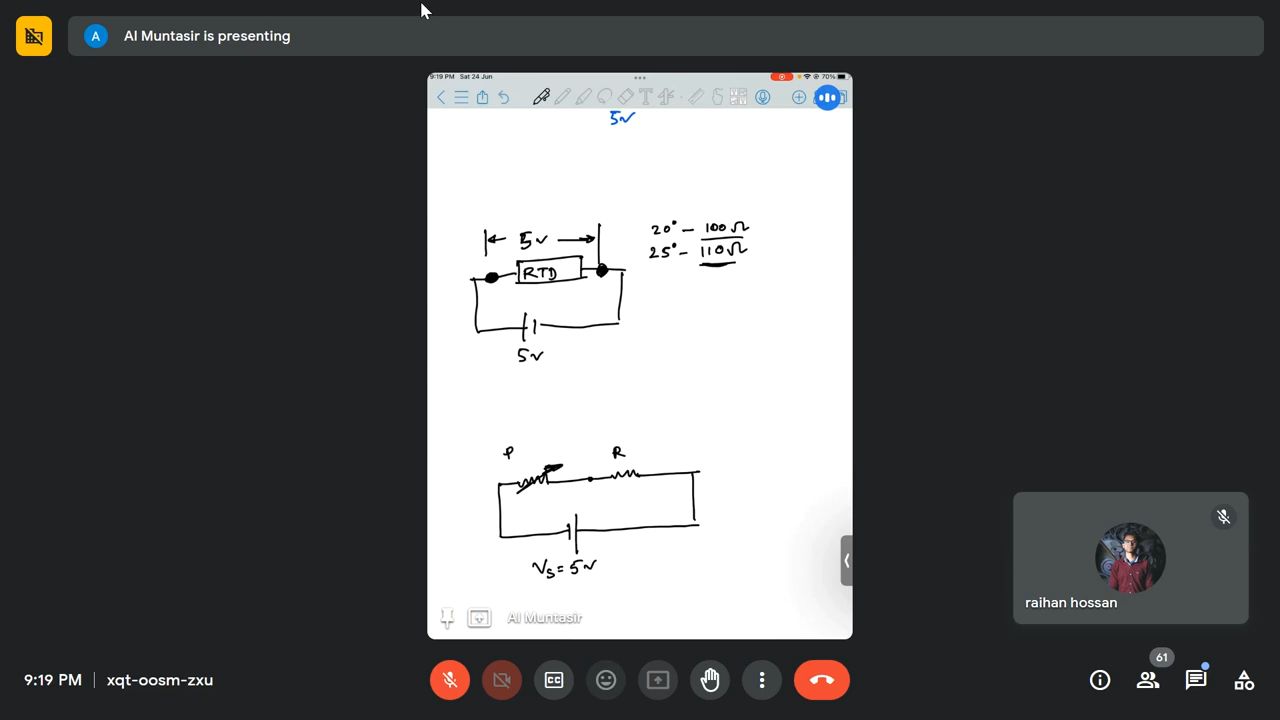 A
Al Muntasir is presenting
9:19 PM Sat 24 Jun
70%
T
5v
20° – 100Ω
25° – 110Ω
5v
RTD
5v
P
R
Vs = 5v
Al Muntasir
raihan hossan
9:19 PM | xqt-oosm-zxu
CC
61